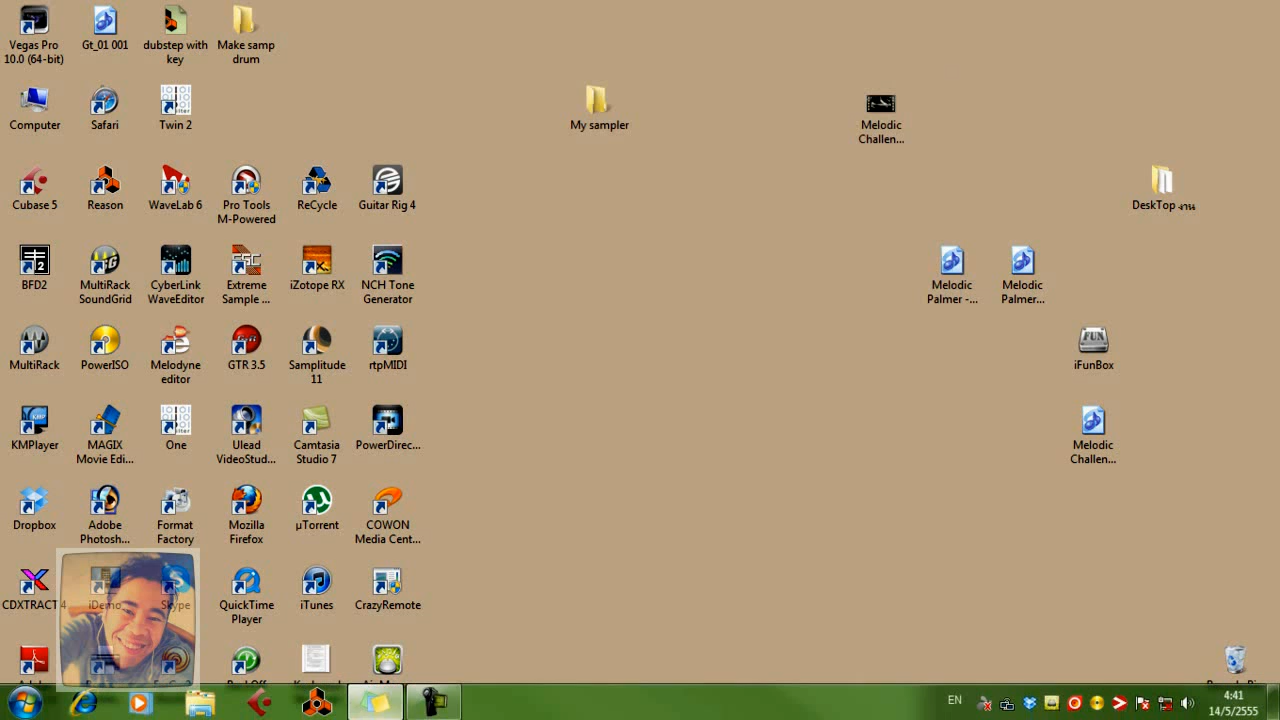 Vegas Pro
10.0 (64-bit)
Gt_01 001
dubstep with
key
Make samp
drum
Computer
Safari
Twin 2
My sampler
Melodic
Challen...
Cubase 5
Reason
WaveLab 6
Pro Tools
M-Powered
ReCycle
Guitar Rig 4
DeskTop งาน
BFD2
MultiRack
SoundGrid
CyberLink
WaveEditor
Extreme
Sample ...
iZotope RX
NCH Tone
Generator
Melodic
Palmer -...
Melodic
Palmer...
MultiRack
PowerISO
Melodyne
editor
GTR 3.5
Samplitude
11
rtpMIDI
iFunBox
KMPlayer
MAGIX
Movie Edi...
One
Ulead
VideoStud...
Camtasia
Studio 7
PowerDirec...
Melodic
Challen...
Dropbox
Adobe
Photosh...
Format
Factory
Mozilla
Firefox
µTorrent
COWON
Media Cent...
CDXTRACT 4
iDemo
Skype
QuickTime
Player
iTunes
CrazyRemote
EN
4:41
14/5/2555